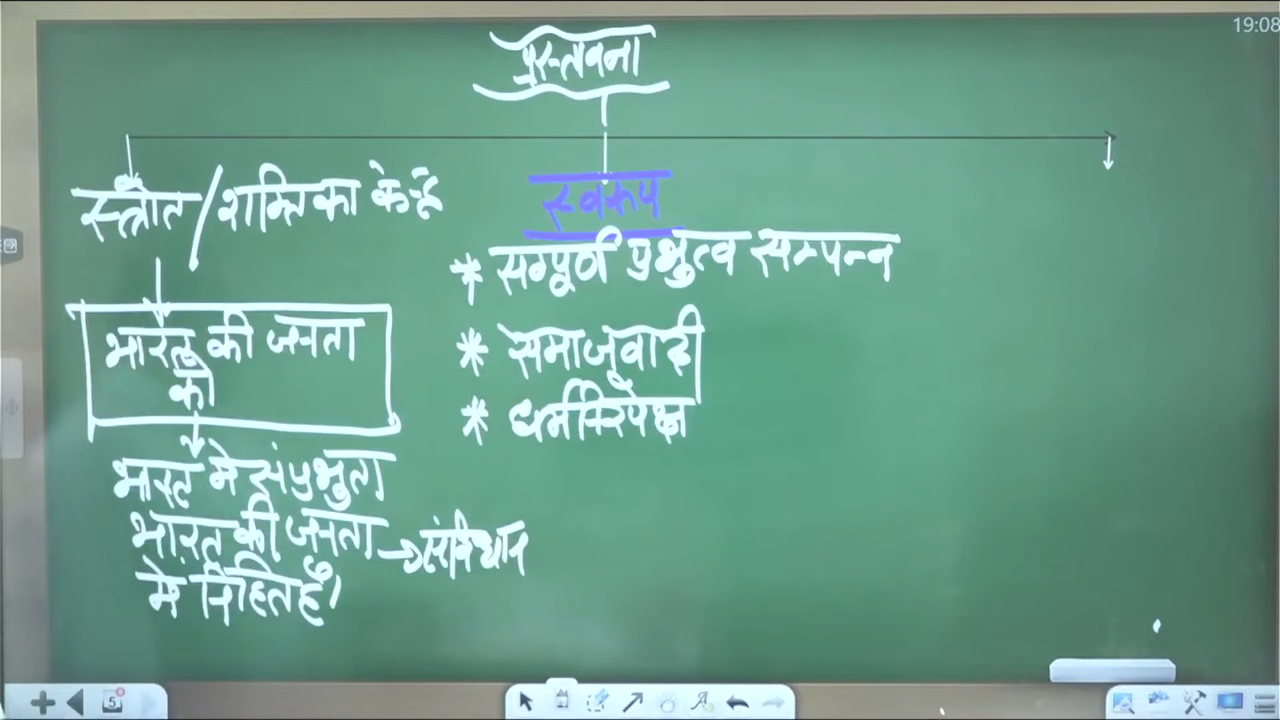 प्रस्तावना
19:08
स्त्रोत / शक्ति का केन्द्र
भारत की जनता
को
भारत मे संप्रभुता
भारत की जनता → संविधान
मे निहित है।
स्वरूप
* सम्पूर्ण प्रभुत्व सम्पन्न
* समाजवादी
* धर्मनिरपेक्ष
5